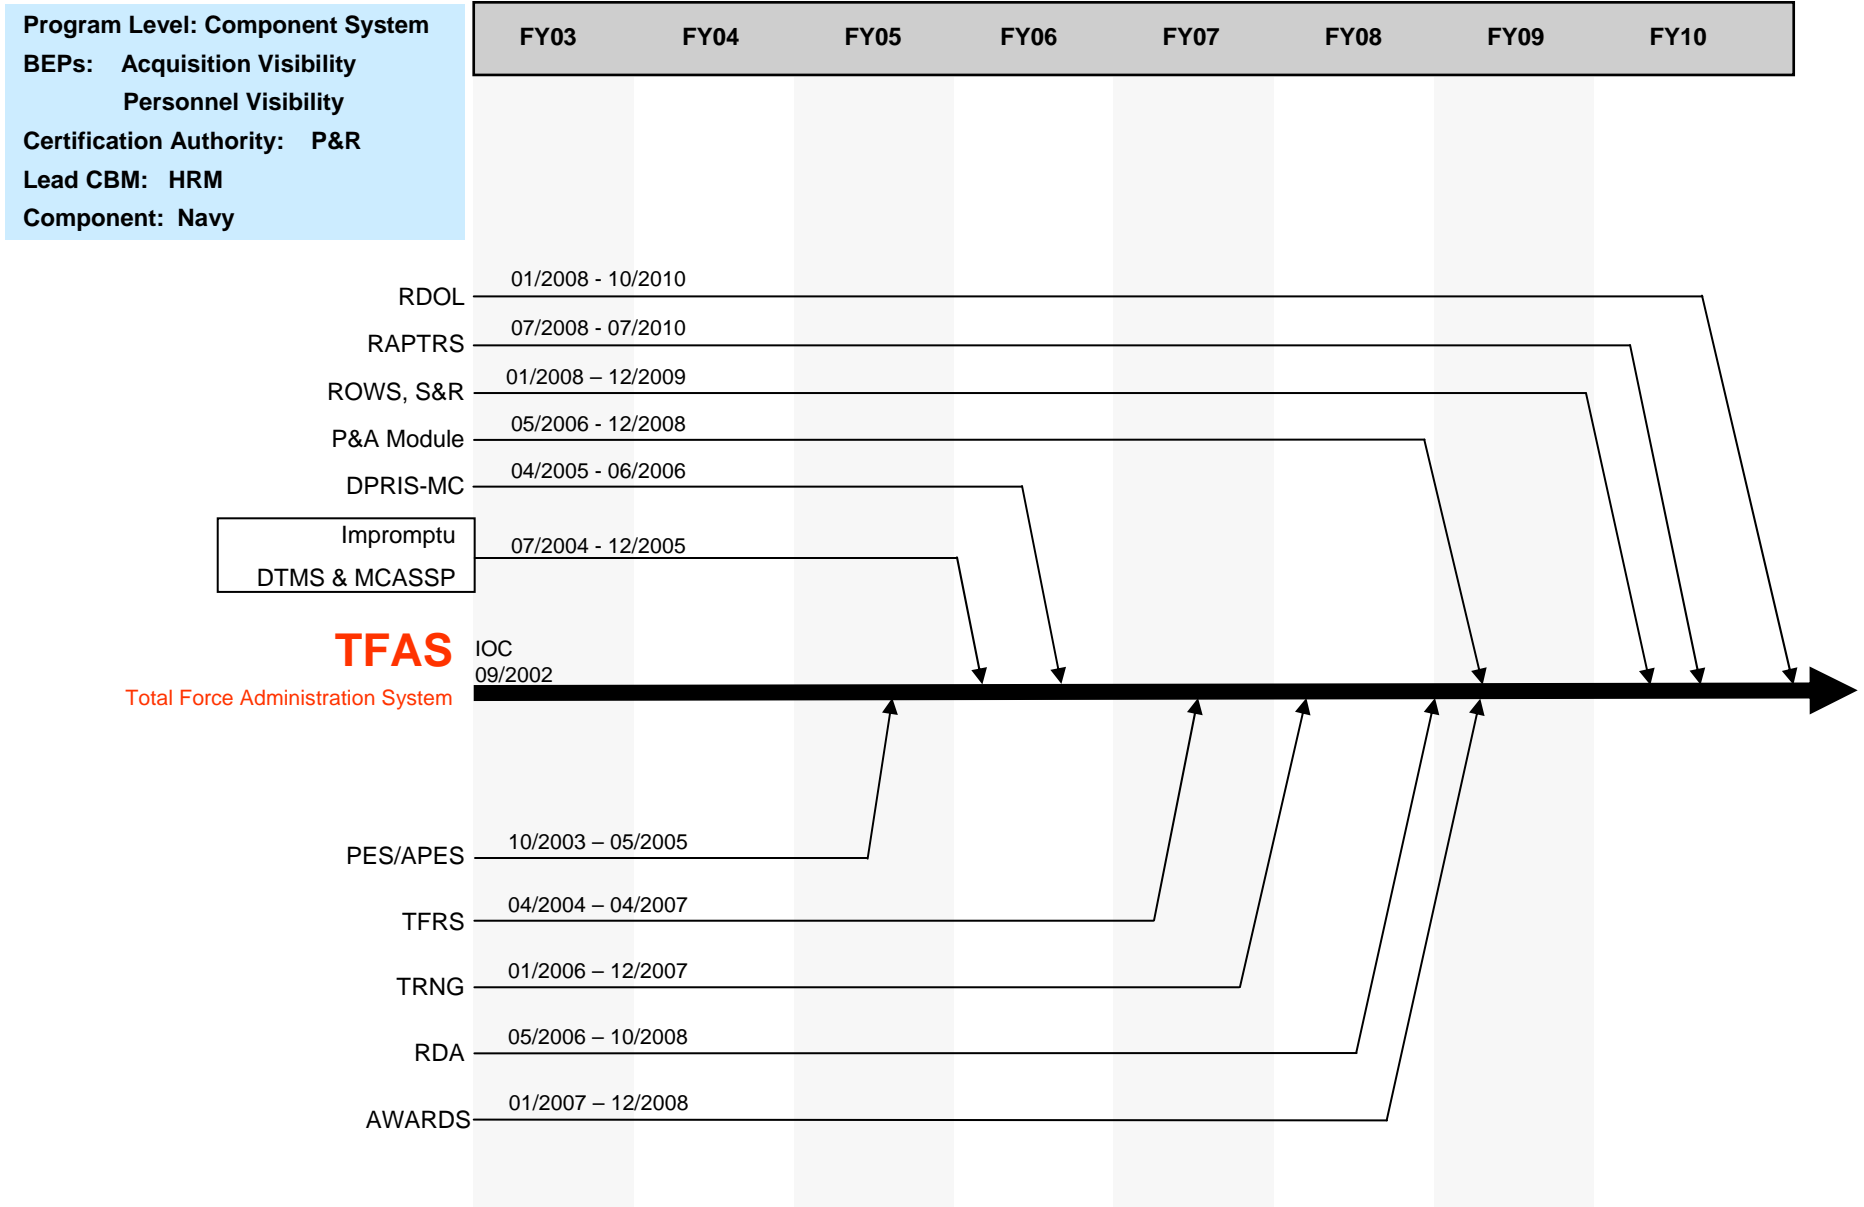 Program Level: Component System
BEPs: Acquisition Visibility
Personnel Visibility
Certification Authority: P&R
Lead CBM: HRM
Component: Navy
FY03 FY04 FY05 FY06 FY07 FY08 FY09 FY10
01/2008 - 10/2010
RDOL
07/2008 - 07/2010
RAPTRS
01/2008 – 12/2009
ROWS, S&R
05/2006 - 12/2008
P&A Module
04/2005 - 06/2006
DPRIS-MC
Impromptu
07/2004 - 12/2005
DTMS & MCASSP
TFAS
IOC
09/2002
Total Force Administration System
10/2003 – 05/2005
PES/APES
04/2004 – 04/2007
TFRS
01/2006 – 12/2007
TRNG
05/2006 – 10/2008
RDA
01/2007 – 12/2008
AWARDS